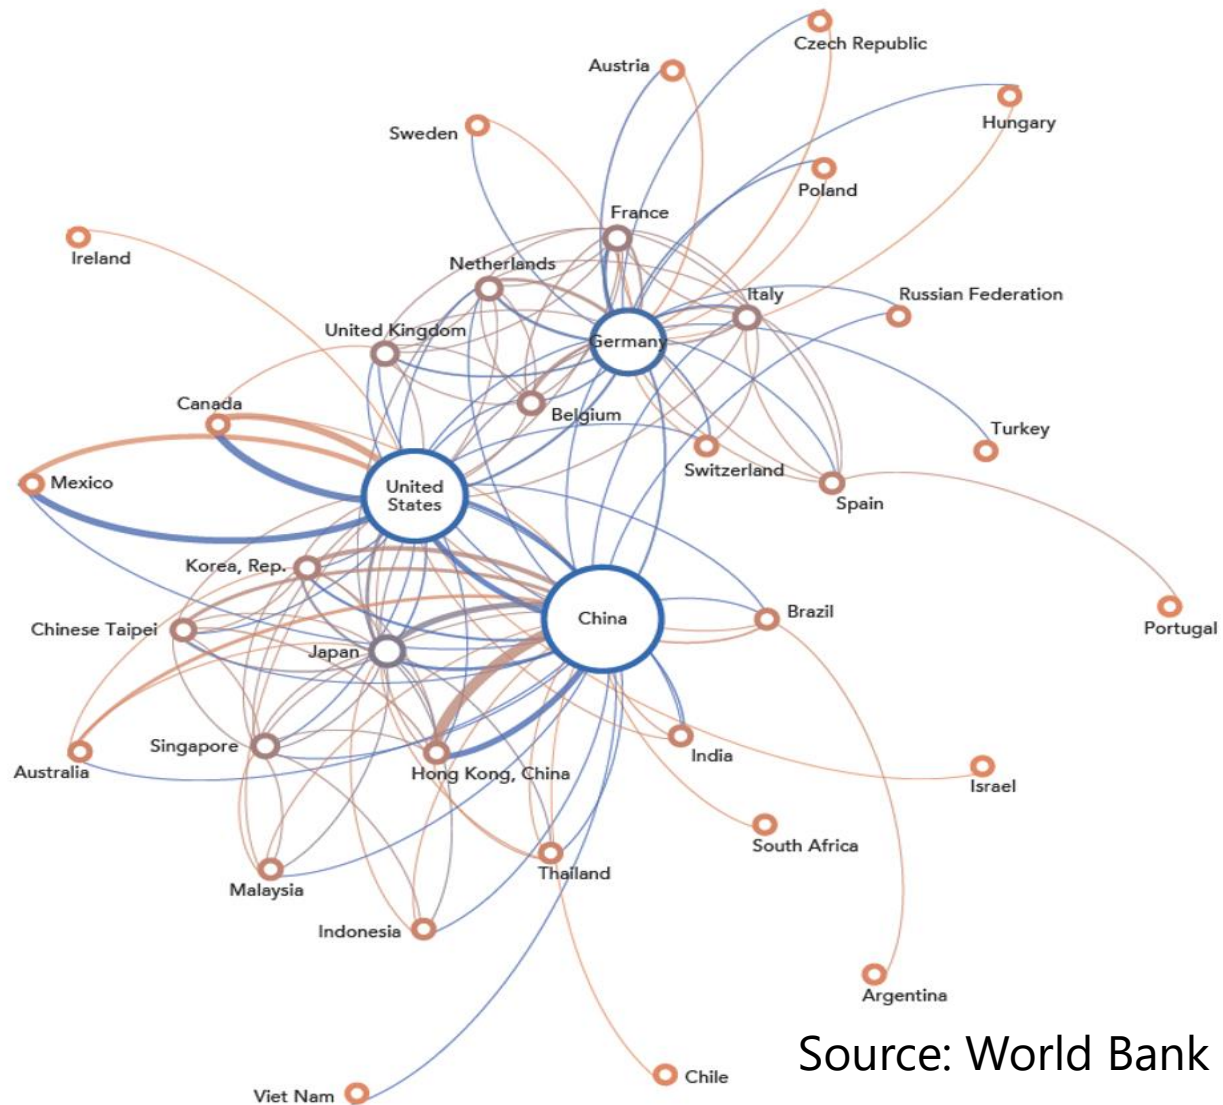 Czech Republic
Austria
Hungary
Sweden
Poland
France
Ireland
Netherlands
Italy
Russian Federation
United Kingdom
Germany
Canada
Belgium
Turkey
Switzerland
Mexico
United
States
Spain
Korea, Rep.
Brazil
China
Chinese Taipei
Portugal
Japan
Singapore
India
Australia
Hong Kong, China
Israel
South Africa
Thailand
Malaysia
Indonesia
Argentina
Source: World Bank
Chile
Viet Nam